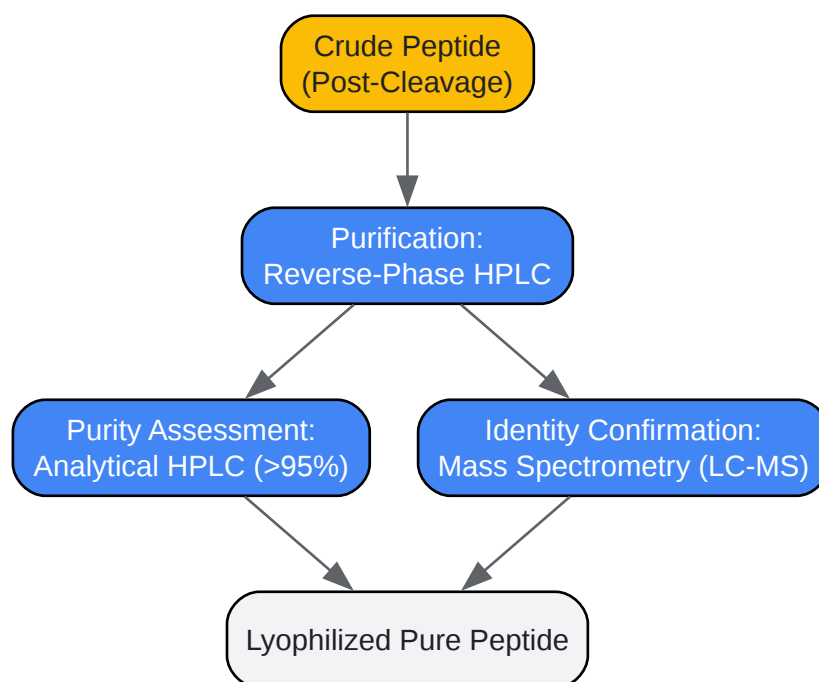 Crude Peptide
(Post-Cleavage)
Purification:
Reverse-Phase HPLC
Purity Assessment:
Analytical HPLC (>95%)
Identity Confirmation:
Mass Spectrometry (LC-MS)
Lyophilized Pure Peptide